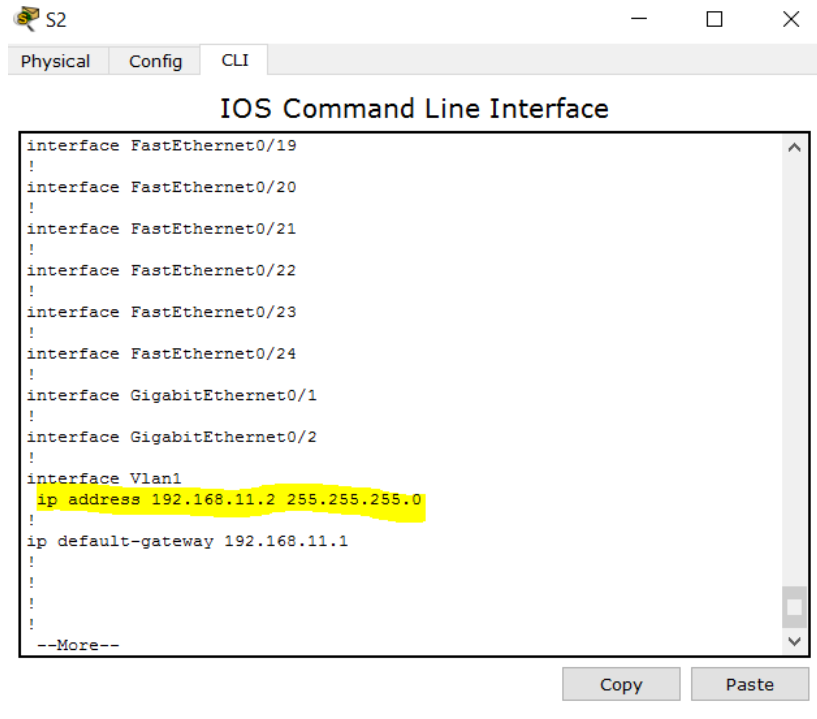 S2
Physical Config CLI
IOS Command Line Interface
interface FastEthernet0/19
!
interface FastEthernet0/20
!
interface FastEthernet0/21
!
interface FastEthernet0/22
!
interface FastEthernet0/23
!
interface FastEthernet0/24
!
interface GigabitEthernet0/1
!
interface GigabitEthernet0/2
!
interface Vlan1
 ip address 192.168.11.2 255.255.255.0
!
ip default-gateway 192.168.11.1
!
!
!
!
 --More--
Copy Paste